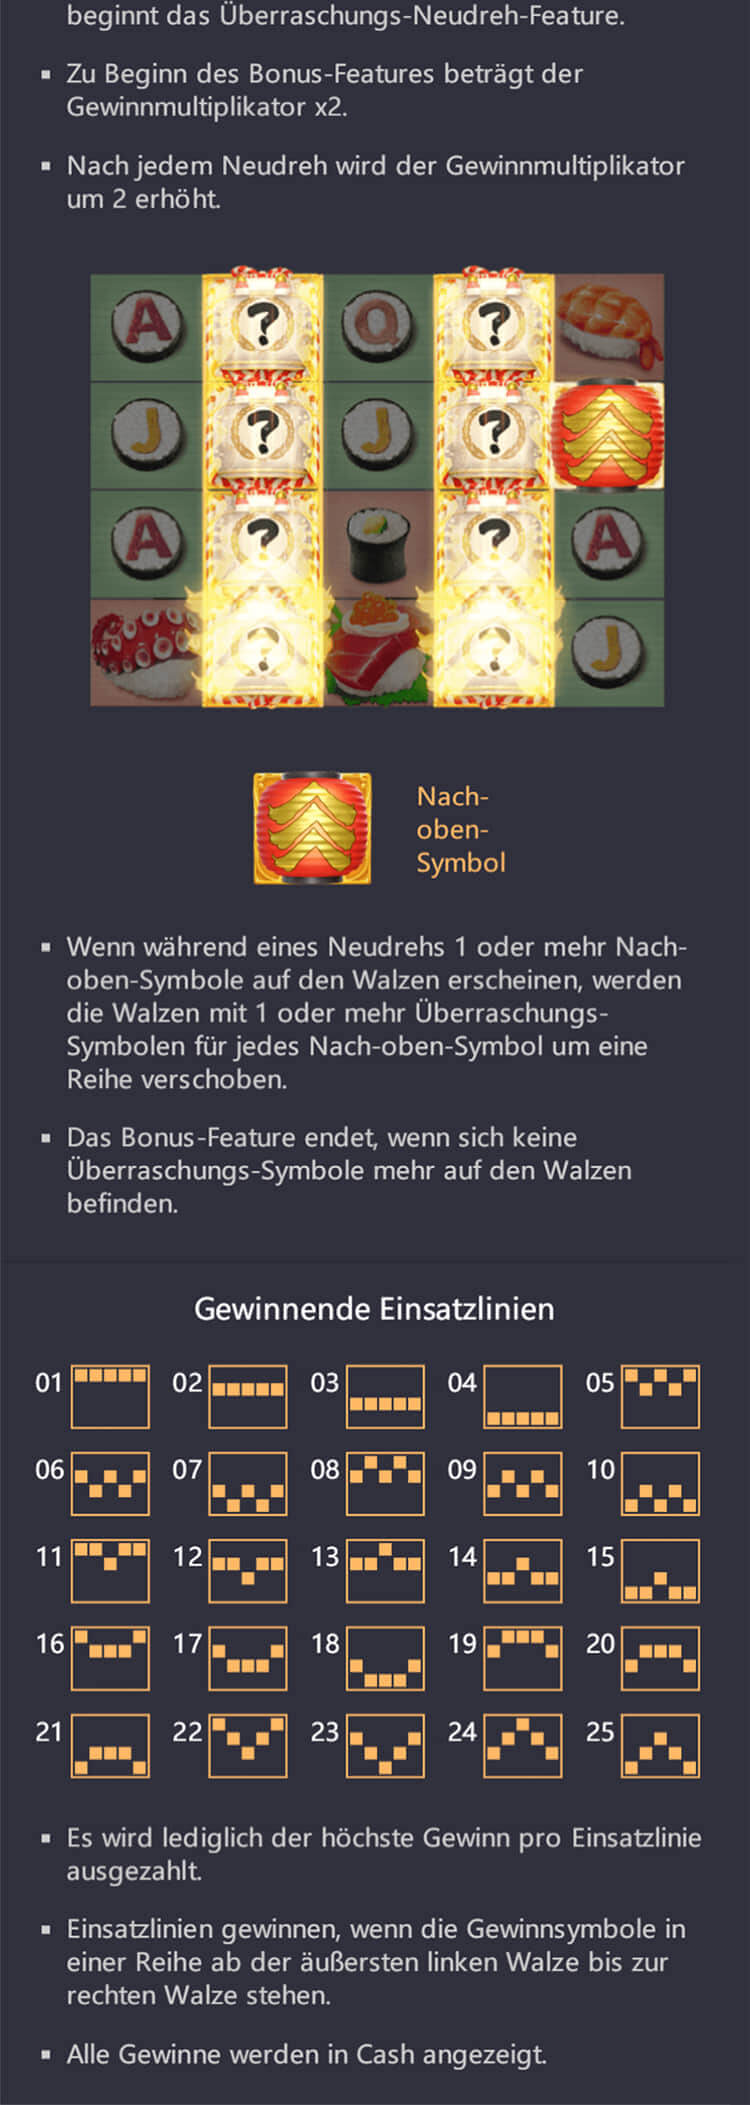 beginnt das Überraschungs-Neudreh-Feature.
▪ Zu Beginn des Bonus-Features beträgt der
Gewinnmultiplikator x2.
▪ Nach jedem Neudreh wird der Gewinnmultiplikator
um 2 erhöht.
A ? Q ?
J ? J ?
A ? ? A
? ? J
Nach-
oben-
Symbol
▪ Wenn während eines Neudrehs 1 oder mehr Nach-
oben-Symbole auf den Walzen erscheinen, werden
die Walzen mit 1 oder mehr Überraschungs-
Symbolen für jedes Nach-oben-Symbol um eine
Reihe verschoben.
▪ Das Bonus-Feature endet, wenn sich keine
Überraschungs-Symbole mehr auf den Walzen
befinden.
Gewinnende Einsatzlinien
01 02 03 04 05
06 07 08 09 10
11 12 13 14 15
16 17 18 19 20
21 22 23 24 25
▪ Es wird lediglich der höchste Gewinn pro Einsatzlinie
ausgezahlt.
▪ Einsatzlinien gewinnen, wenn die Gewinnsymbole in
einer Reihe ab der äußersten linken Walze bis zur
rechten Walze stehen.
▪ Alle Gewinne werden in Cash angezeigt.